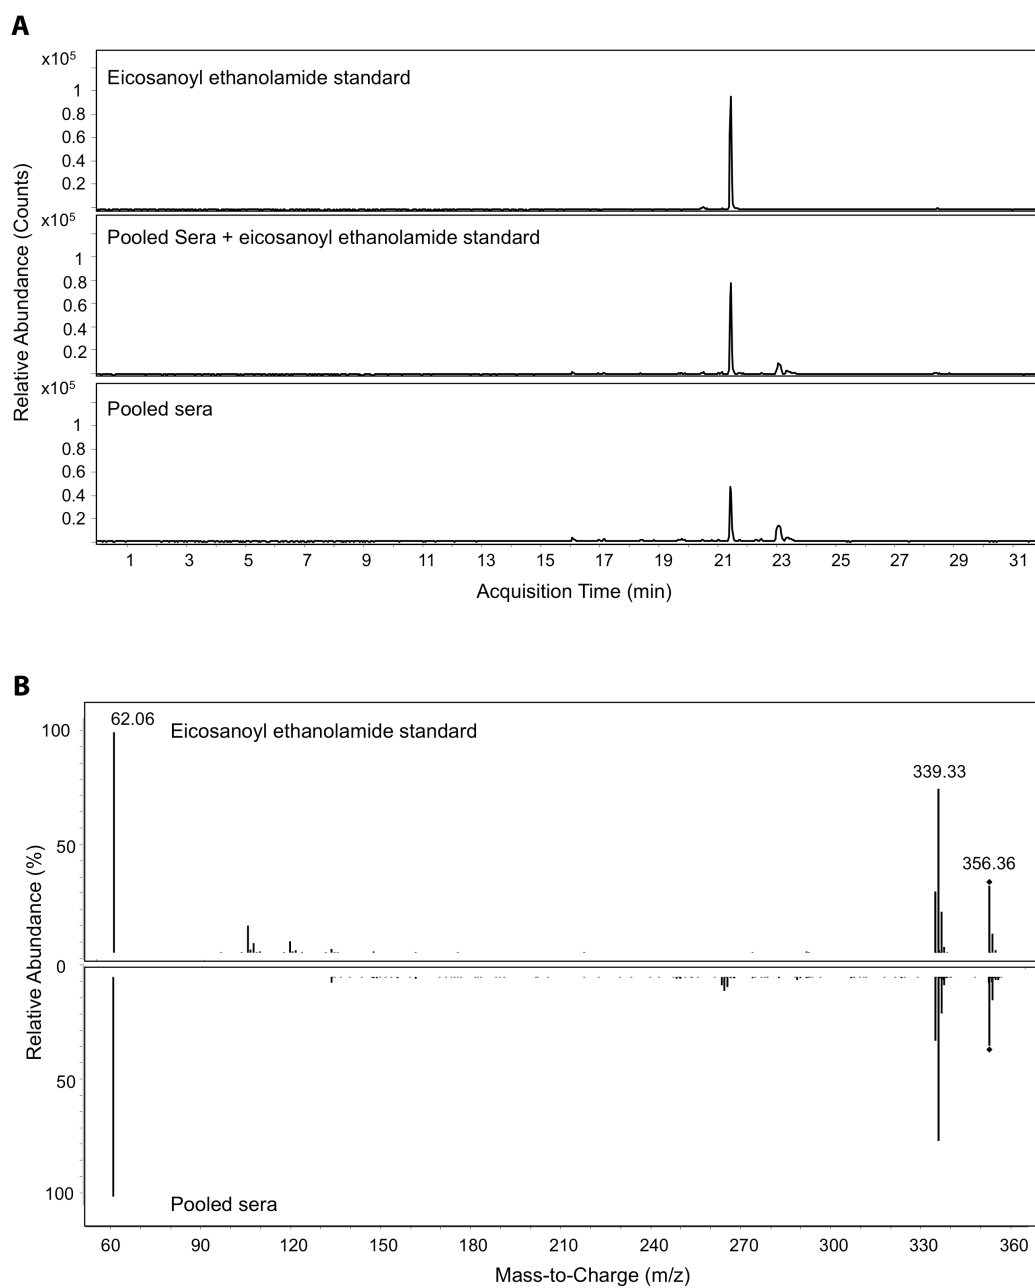 A
x10⁵
Eicosanoyl ethanolamide standard
1
0.8
0.6
0.4
0.2
x10⁵
Pooled Sera + eicosanoyl ethanolamide standard
1
0.8
0.6
0.4
0.2
x10⁵
Pooled sera
1
0.8
0.6
0.4
0.2
Relative Abundance (Counts)
1 3 5 7 9 11 13 15 17 19 21 23 25 27 29 31
Acquisition Time (min)
B
62.06
100
Eicosanoyl ethanolamide standard
339.33
50
356.36
0
Relative Abundance (%)
50
100
Pooled sera
60 90 120 150 180 210 240 270 300 330 360
Mass-to-Charge (m/z)